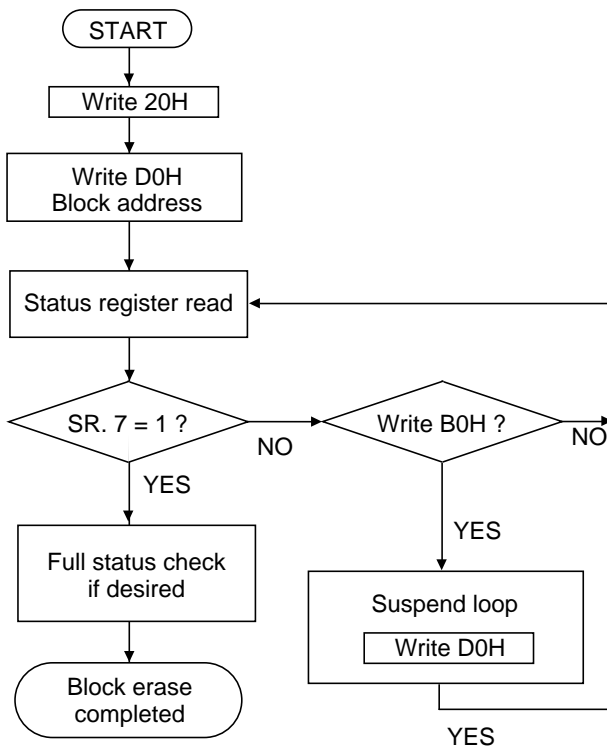 START
Write 20H
Write D0H
Block address
Status register read
SR. 7 = 1 ?
NO
Write B0H ?
NO
YES
YES
Full status check
if desired
Suspend loop
Write D0H
YES
Block erase
completed